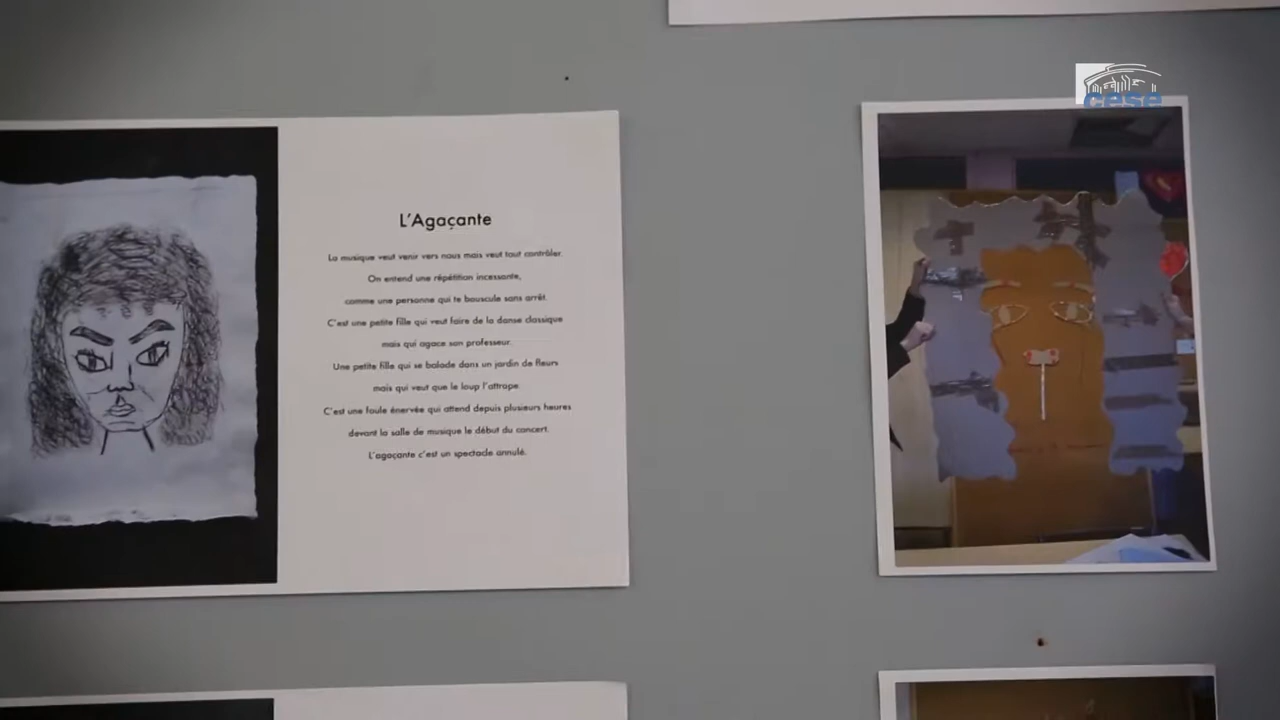 cese
L'Agaçante
La musique veut venir vers nous mais veut tout contrôler.
On entend une répétition incessante,
comme une personne qui te bouscule sans arrêt.
C'est une petite fille qui veut faire de la danse classique
mais qui agace son professeur.
Une petite fille qui se balade dans un jardin de fleurs
mais qui veut que le loup l'attrape.
C'est une foule énervée qui attend depuis plusieurs heures
devant la salle de musique le début du concert.
L'agaçante c'est un spectacle annulé.